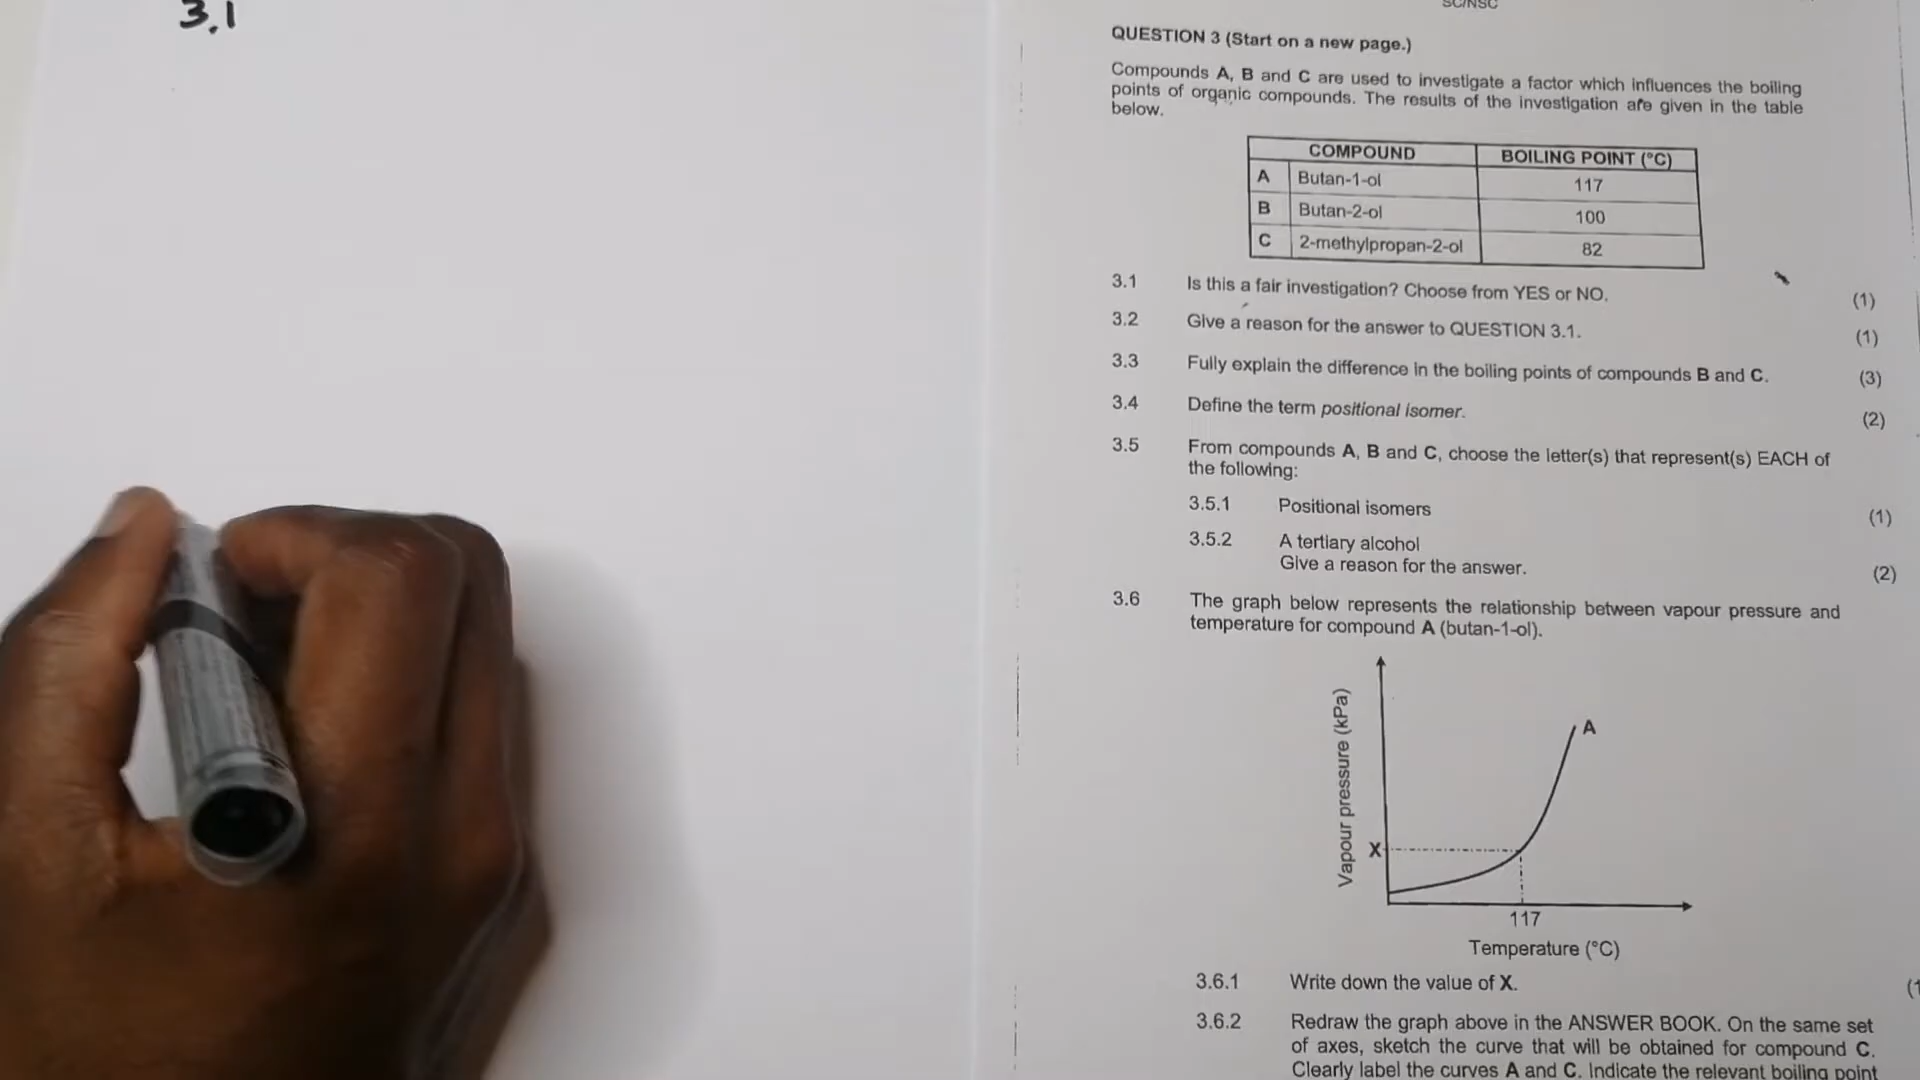 3.1
SC/NSC
QUESTION 3 (Start on a new page.)
Compounds A, B and C are used to investigate a factor which influences the boiling
points of organic compounds. The results of the investigation are given in the table
below.
COMPOUND BOILING POINT (°C)
A Butan-1-ol 117
B Butan-2-ol 100
C 2-methylpropan-2-ol 82
3.1 Is this a fair investigation? Choose from YES or NO. (1)
3.2 Give a reason for the answer to QUESTION 3.1. (1)
3.3 Fully explain the difference in the boiling points of compounds B and C. (3)
3.4 Define the term positional isomer. (2)
3.5 From compounds A, B and C, choose the letter(s) that represent(s) EACH of
the following:
3.5.1 Positional isomers (1)
3.5.2 A tertiary alcohol
Give a reason for the answer. (2)
3.6 The graph below represents the relationship between vapour pressure and
temperature for compound A (butan-1-ol).
Vapour pressure (kPa)
A
X
117
Temperature (°C)
3.6.1 Write down the value of X.
3.6.2 Redraw the graph above in the ANSWER BOOK. On the same set
of axes, sketch the curve that will be obtained for compound C.
Clearly label the curves A and C. Indicate the relevant boiling point